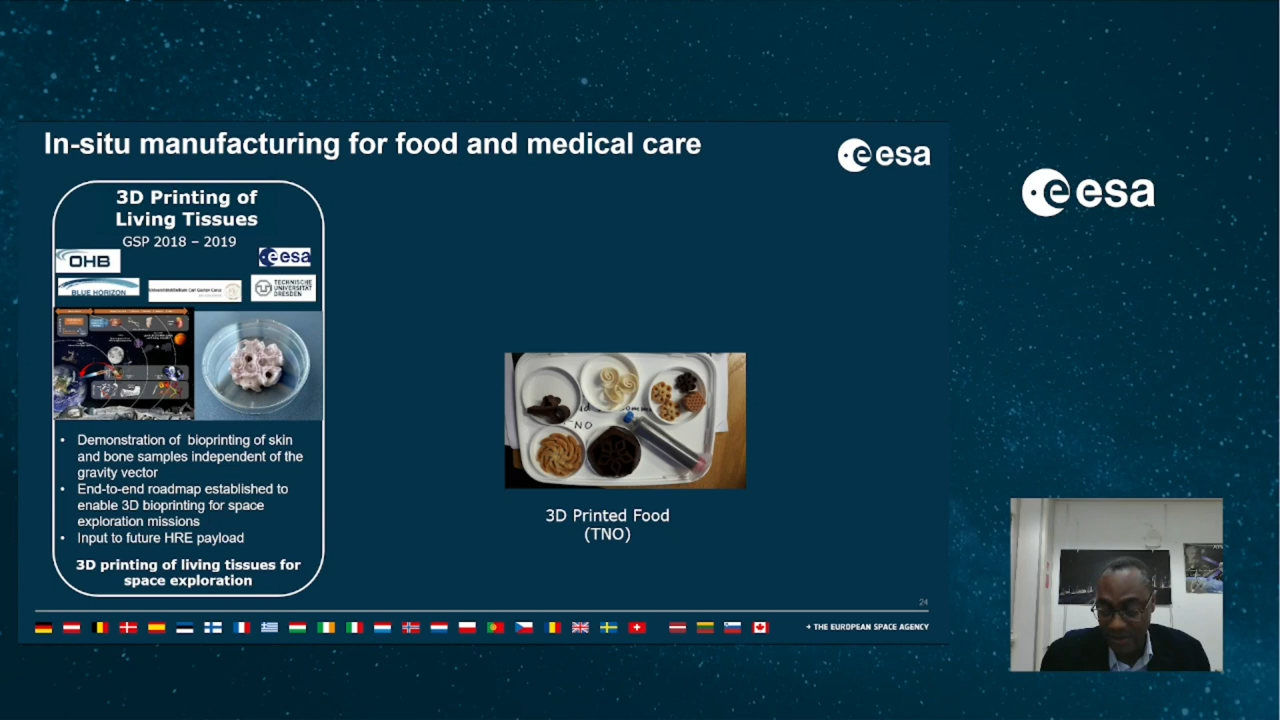 In-situ manufacturing for food and medical care
esa
esa
3D Printing of
Living Tissues
GSP 2018 – 2019
OHB
esa
BLUE HORIZON
TECHNISCHE
UNIVERSITÄT
DRESDEN
NO
• Demonstration of bioprinting of skin
and bone samples independent of the
gravity vector
• End-to-end roadmap established to
enable 3D bioprinting for space
exploration missions
• Input to future HRE payload
3D printing of living tissues for
space exploration
3D Printed Food
(TNO)
24
→ THE EUROPEAN SPACE AGENCY